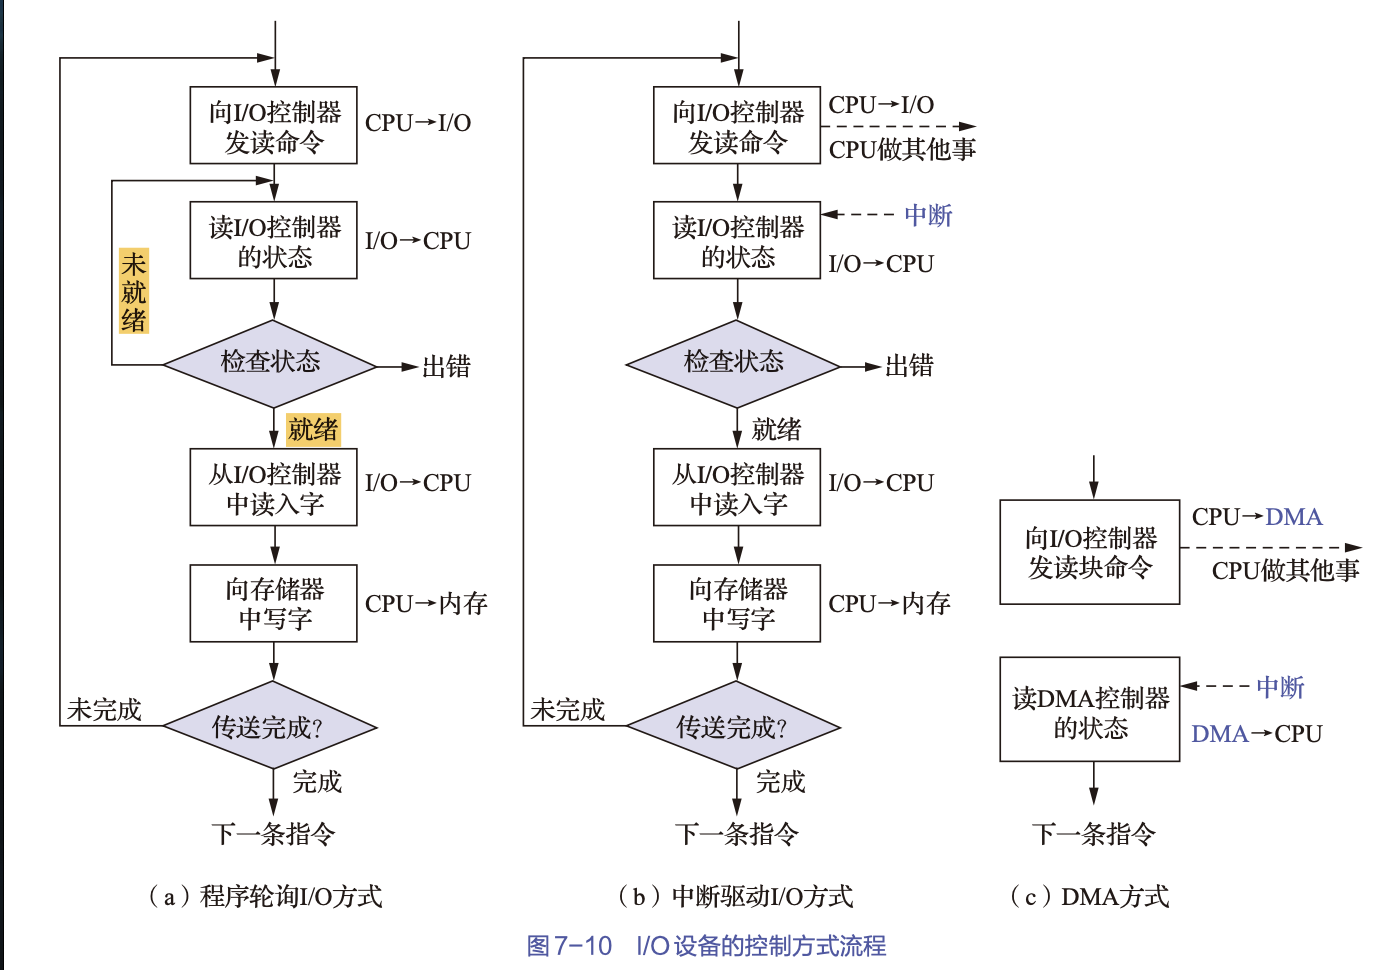 向I/O控制器
发读命令
CPU→I/O
读I/O控制器
的状态
I/O→CPU
未
就
绪
检查状态
出错
就绪
从I/O控制器
中读入字
I/O→CPU
向存储器
中写字
CPU→内存
未完成
传送完成?
完成
下一条指令
(a)程序轮询I/O方式
向I/O控制器
发读命令
CPU→I/O
CPU做其他事
读I/O控制器
的状态
中断
I/O→CPU
检查状态
出错
就绪
从I/O控制器
中读入字
I/O→CPU
向存储器
中写字
CPU→内存
未完成
传送完成?
完成
下一条指令
(b)中断驱动I/O方式
向I/O控制器
发读块命令
CPU→DMA
CPU做其他事
读DMA控制器
的状态
中断
DMA→CPU
下一条指令
(c)DMA方式
图7-10 I/O设备的控制方式流程